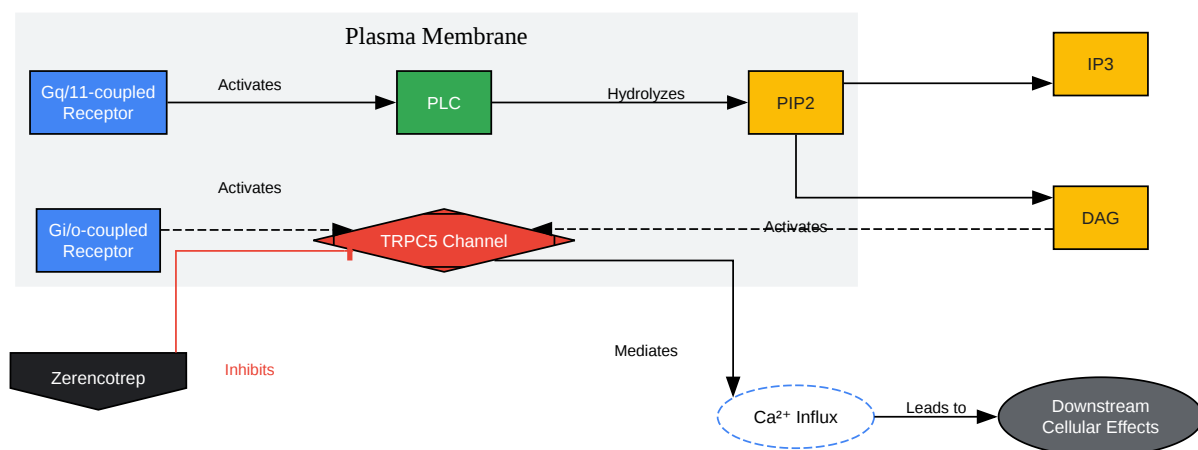 Plasma Membrane
Gq/11-coupled
Receptor
Activates
PLC
Hydrolyzes
PIP2
IP3
Activates
Gi/o-coupled
Receptor
TRPC5 Channel
Activates
DAG
Zerencotrep
Inhibits
Mediates
Ca²⁺ Influx
Leads to
Downstream
Cellular Effects